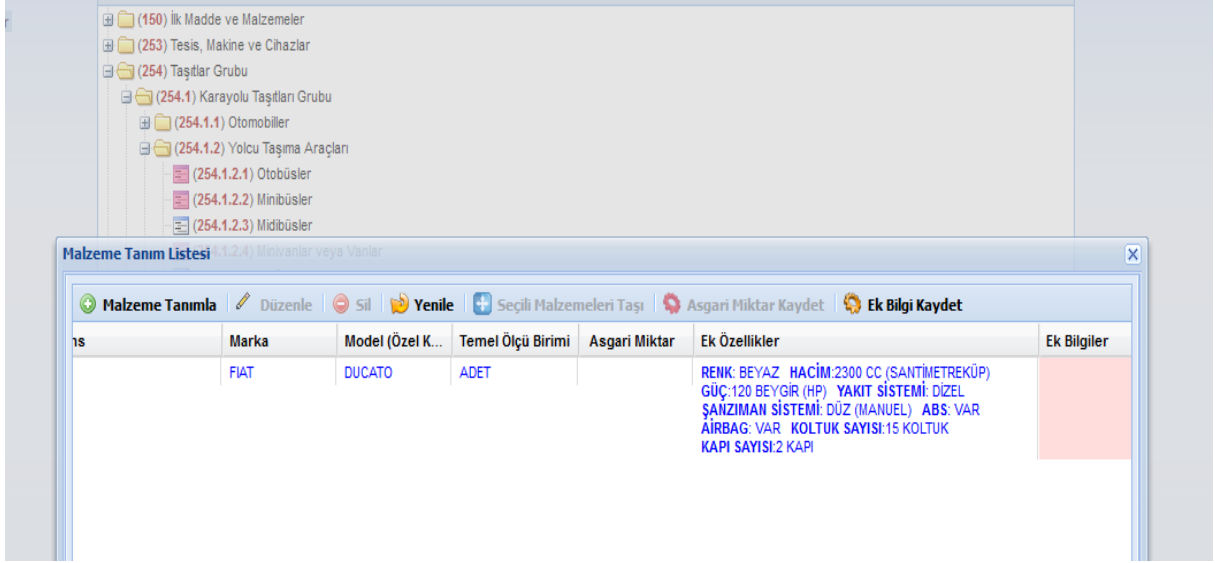 (150) İlk Madde ve Malzemeler
(253) Tesis, Makine ve Cihazlar
(254) Taşıtlar Grubu
(254.1) Karayolu Taşıtları Grubu
(254.1.1) Otomobiller
(254.1.2) Yolcu Taşıma Araçları
(254.1.2.1) Otobüsler
(254.1.2.2) Minibüsler
(254.1.2.3) Midibüsler
Malzeme Tanım Listesi 4.1.2.4) Minivanlar veya Vanlar
Malzeme Tanımla Düzenle Sil Yenile Seçili Malzemeleri Taşı Asgari Miktar Kaydet Ek Bilgi Kaydet
ns Marka Model (Özel K... Temel Ölçü Birimi Asgari Miktar Ek Özellikler Ek Bilgiler
FIAT DUCATO ADET RENK: BEYAZ HACİM:2300 CC (SANTİMETREKÜP)
GÜÇ:120 BEYGİR (HP) YAKIT SİSTEMİ: DİZEL
ŞANZIMAN SİSTEMİ: DÜZ (MANUEL) ABS: VAR
AİRBAG: VAR KOLTUK SAYISI:15 KOLTUK
KAPI SAYISI:2 KAPI